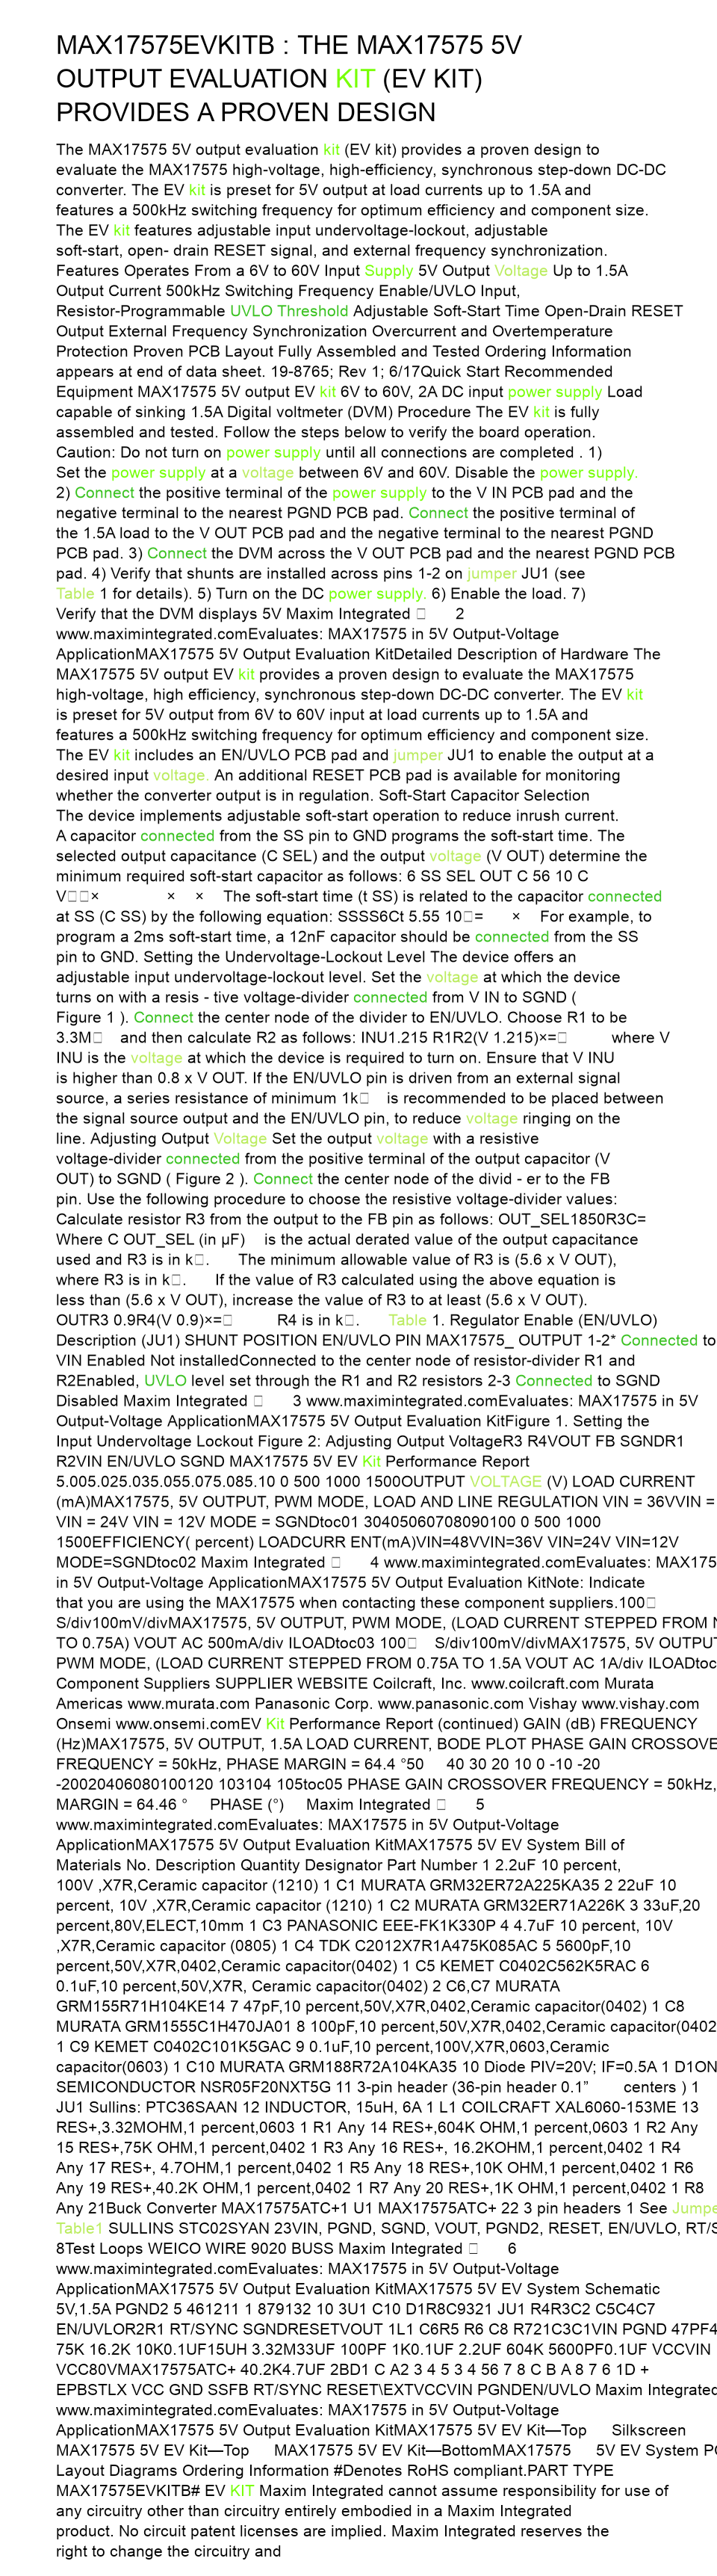 MAX17575EVKITB : THE MAX17575 5V
OUTPUT EVALUATION KIT (EV KIT)
PROVIDES A PROVEN DESIGN
The MAX17575 5V output evaluation kit (EV kit) provides a proven design to
evaluate the MAX17575 high-voltage, high-efficiency, synchronous step-down DC-DC
converter. The EV kit is preset for 5V output at load currents up to 1.5A and
features a 500kHz switching frequency for optimum efficiency and component size.
The EV kit features adjustable input undervoltage-lockout, adjustable
soft-start, open- drain RESET signal, and external frequency synchronization.
Features Operates From a 6V to 60V Input Supply 5V Output Voltage Up to 1.5A
Output Current 500kHz Switching Frequency Enable/UVLO Input,
Resistor-Programmable UVLO Threshold Adjustable Soft-Start Time Open-Drain RESET
Output External Frequency Synchronization Overcurrent and Overtemperature
Protection Proven PCB Layout Fully Assembled and Tested Ordering Information
appears at end of data sheet. 19-8765; Rev 1; 6/17Quick Start Recommended
Equipment MAX17575 5V output EV kit 6V to 60V, 2A DC input power supply Load
capable of sinking 1.5A Digital voltmeter (DVM) Procedure The EV kit is fully
assembled and tested. Follow the steps below to verify the board operation.
Caution: Do not turn on power supply until all connections are completed . 1)
Set the power supply at a voltage between 6V and 60V. Disable the power supply.
2) Connect the positive terminal of the power supply to the V IN PCB pad and the
negative terminal to the nearest PGND PCB pad. Connect the positive terminal of
the 1.5A load to the V OUT PCB pad and the negative terminal to the nearest PGND
PCB pad. 3) Connect the DVM across the V OUT PCB pad and the nearest PGND PCB
pad. 4) Verify that shunts are installed across pins 1-2 on jumper JU1 (see
Table 1 for details). 5) Turn on the DC power supply. 6) Enable the load. 7)
Verify that the DVM displays 5V Maxim Integrated □ 2
www.maximintegrated.comEvaluates: MAX17575 in 5V Output-Voltage
ApplicationMAX17575 5V Output Evaluation KitDetailed Description of Hardware The
MAX17575 5V output EV kit provides a proven design to evaluate the MAX17575
high-voltage, high efficiency, synchronous step-down DC-DC converter. The EV kit
is preset for 5V output from 6V to 60V input at load currents up to 1.5A and
features a 500kHz switching frequency for optimum efficiency and component size.
The EV kit includes an EN/UVLO PCB pad and jumper JU1 to enable the output at a
desired input voltage. An additional RESET PCB pad is available for monitoring
whether the converter output is in regulation. Soft-Start Capacitor Selection
The device implements adjustable soft-start operation to reduce inrush current.
A capacitor connected from the SS pin to GND programs the soft-start time. The
selected output capacitance (C SEL) and the output voltage (V OUT) determine the
minimum required soft-start capacitor as follows: 6 SS SEL OUT C 56 10 C
V□□× × × The soft-start time (t SS) is related to the capacitor connected
at SS (C SS) by the following equation: SSSS6Ct 5.55 10□= × For example, to
program a 2ms soft-start time, a 12nF capacitor should be connected from the SS
pin to GND. Setting the Undervoltage-Lockout Level The device offers an
adjustable input undervoltage-lockout level. Set the voltage at which the device
turns on with a resis - tive voltage-divider connected from V IN to SGND (
Figure 1 ). Connect the center node of the divider to EN/UVLO. Choose R1 to be
3.3M□ and then calculate R2 as follows: INU1.215 R1R2(V 1.215)×=□ where V
INU is the voltage at which the device is required to turn on. Ensure that V INU
is higher than 0.8 x V OUT. If the EN/UVLO pin is driven from an external signal
source, a series resistance of minimum 1k□ is recommended to be placed between
the signal source output and the EN/UVLO pin, to reduce voltage ringing on the
line. Adjusting Output Voltage Set the output voltage with a resistive
voltage-divider connected from the positive terminal of the output capacitor (V
OUT) to SGND ( Figure 2 ). Connect the center node of the divid - er to the FB
pin. Use the following procedure to choose the resistive voltage-divider values:
Calculate resistor R3 from the output to the FB pin as follows: OUT_SEL1850R3C=
Where C OUT_SEL (in µF) is the actual derated value of the output capacitance
used and R3 is in k□. The minimum allowable value of R3 is (5.6 x V OUT),
where R3 is in k□. If the value of R3 calculated using the above equation is
less than (5.6 x V OUT), increase the value of R3 to at least (5.6 x V OUT).
OUTR3 0.9R4(V 0.9)×=□ R4 is in k□. Table 1. Regulator Enable (EN/UVLO)
Description (JU1) SHUNT POSITION EN/UVLO PIN MAX17575_ OUTPUT 1-2* Connected to
VIN Enabled Not installedConnected to the center node of resistor-divider R1 and
R2Enabled, UVLO level set through the R1 and R2 resistors 2-3 Connected to SGND
Disabled Maxim Integrated □ 3 www.maximintegrated.comEvaluates: MAX17575 in 5V
Output-Voltage ApplicationMAX17575 5V Output Evaluation KitFigure 1. Setting the
Input Undervoltage Lockout Figure 2: Adjusting Output VoltageR3 R4VOUT FB SGNDR1
R2VIN EN/UVLO SGND MAX17575 5V EV Kit Performance Report
5.005.025.035.055.075.085.10 0 500 1000 1500OUTPUT VOLTAGE (V) LOAD CURRENT
(mA)MAX17575, 5V OUTPUT, PWM MODE, LOAD AND LINE REGULATION VIN = 36VVIN =
VIN = 24V VIN = 12V MODE = SGNDtoc01 30405060708090100 0 500 1000
1500EFFICIENCY( percent) LOADCURR ENT(mA)VIN=48VVIN=36V VIN=24V VIN=12V
MODE=SGNDtoc02 Maxim Integrated □ 4 www.maximintegrated.comEvaluates: MAX175
in 5V Output-Voltage ApplicationMAX17575 5V Output Evaluation KitNote: Indicate
that you are using the MAX17575 when contacting these component suppliers.100□
S/div100mV/divMAX17575, 5V OUTPUT, PWM MODE, (LOAD CURRENT STEPPED FROM
TO 0.75A) VOUT AC 500mA/div ILOADtoc03 100□ S/div100mV/divMAX17575, 5V OUTPUT
PWM MODE, (LOAD CURRENT STEPPED FROM 0.75A TO 1.5A VOUT AC 1A/div ILOADtoc
Component Suppliers SUPPLIER WEBSITE Coilcraft, Inc. www.coilcraft.com Murata
Americas www.murata.com Panasonic Corp. www.panasonic.com Vishay www.vishay.com
Onsemi www.onsemi.comEV Kit Performance Report (continued) GAIN (dB) FREQUENCY
(Hz)MAX17575, 5V OUTPUT, 1.5A LOAD CURRENT, BODE PLOT PHASE GAIN CROSSOVE
FREQUENCY = 50kHz, PHASE MARGIN = 64.4 °50 40 30 20 10 0 -10 -20
-20020406080100120 103104 105toc05 PHASE GAIN CROSSOVER FREQUENCY = 50kHz,
MARGIN = 64.46 ° PHASE (°) Maxim Integrated □ 5
www.maximintegrated.comEvaluates: MAX17575 in 5V Output-Voltage
ApplicationMAX17575 5V Output Evaluation KitMAX17575 5V EV System Bill of
Materials No. Description Quantity Designator Part Number 1 2.2uF 10 percent,
100V ,X7R,Ceramic capacitor (1210) 1 C1 MURATA GRM32ER72A225KA35 2 22uF 10
percent, 10V ,X7R,Ceramic capacitor (1210) 1 C2 MURATA GRM32ER71A226K 3 33uF,20
percent,80V,ELECT,10mm 1 C3 PANASONIC EEE-FK1K330P 4 4.7uF 10 percent, 10V
,X7R,Ceramic capacitor (0805) 1 C4 TDK C2012X7R1A475K085AC 5 5600pF,10
percent,50V,X7R,0402,Ceramic capacitor(0402) 1 C5 KEMET C0402C562K5RAC 6
0.1uF,10 percent,50V,X7R, Ceramic capacitor(0402) 2 C6,C7 MURATA
GRM155R71H104KE14 7 47pF,10 percent,50V,X7R,0402,Ceramic capacitor(0402) 1 C8
MURATA GRM1555C1H470JA01 8 100pF,10 percent,50V,X7R,0402,Ceramic capacitor(0402
1 C9 KEMET C0402C101K5GAC 9 0.1uF,10 percent,100V,X7R,0603,Ceramic
capacitor(0603) 1 C10 MURATA GRM188R72A104KA35 10 Diode PIV=20V; IF=0.5A 1 D1ON
SEMICONDUCTOR NSR05F20NXT5G 11 3-pin header (36-pin header 0.1” centers ) 1
JU1 Sullins: PTC36SAAN 12 INDUCTOR, 15uH, 6A 1 L1 COILCRAFT XAL6060-153ME 13
RES+,3.32MOHM,1 percent,0603 1 R1 Any 14 RES+,604K OHM,1 percent,0603 1 R2 Any
15 RES+,75K OHM,1 percent,0402 1 R3 Any 16 RES+, 16.2KOHM,1 percent,0402 1 R4
Any 17 RES+, 4.7OHM,1 percent,0402 1 R5 Any 18 RES+,10K OHM,1 percent,0402 1 R6
Any 19 RES+,40.2K OHM,1 percent,0402 1 R7 Any 20 RES+,1K OHM,1 percent,0402 1 R8
Any 21Buck Converter MAX17575ATC+1 U1 MAX17575ATC+ 22 3 pin headers 1 See Jumpe
Table1 SULLINS STC02SYAN 23VIN, PGND, SGND, VOUT, PGND2, RESET, EN/UVLO, RT/S
8Test Loops WEICO WIRE 9020 BUSS Maxim Integrated □ 6
www.maximintegrated.comEvaluates: MAX17575 in 5V Output-Voltage
ApplicationMAX17575 5V Output Evaluation KitMAX17575 5V EV System Schematic
5V,1.5A PGND2 5 461211 1 879132 10 3U1 C10 D1R8C9321 JU1 R4R3C2 C5C4C7
EN/UVLOR2R1 RT/SYNC SGNDRESETVOUT 1L1 C6R5 R6 C8 R721C3C1VIN PGND 47PF4
75K 16.2K 10K0.1UF15UH 3.32M33UF 100PF 1K0.1UF 2.2UF 604K 5600PF0.1UF VCCVIN
VCC80VMAX17575ATC+ 40.2K4.7UF 2BD1 C A2 3 4 5 3 4 56 7 8 C B A 8 7 6 1D +
EPBSTLX VCC GND SSFB RT/SYNC RESET\EXTVCCVIN PGNDEN/UVLO Maxim Integrated
www.maximintegrated.comEvaluates: MAX17575 in 5V Output-Voltage
ApplicationMAX17575 5V Output Evaluation KitMAX17575 5V EV Kit—Top Silkscreen
MAX17575 5V EV Kit—Top MAX17575 5V EV Kit—BottomMAX17575 5V EV System PC
Layout Diagrams Ordering Information #Denotes RoHS compliant.PART TYPE
MAX17575EVKITB# EV KIT Maxim Integrated cannot assume responsibility for use of
any circuitry other than circuitry entirely embodied in a Maxim Integrated
product. No circuit patent licenses are implied. Maxim Integrated reserves the
right to change the circuitry and